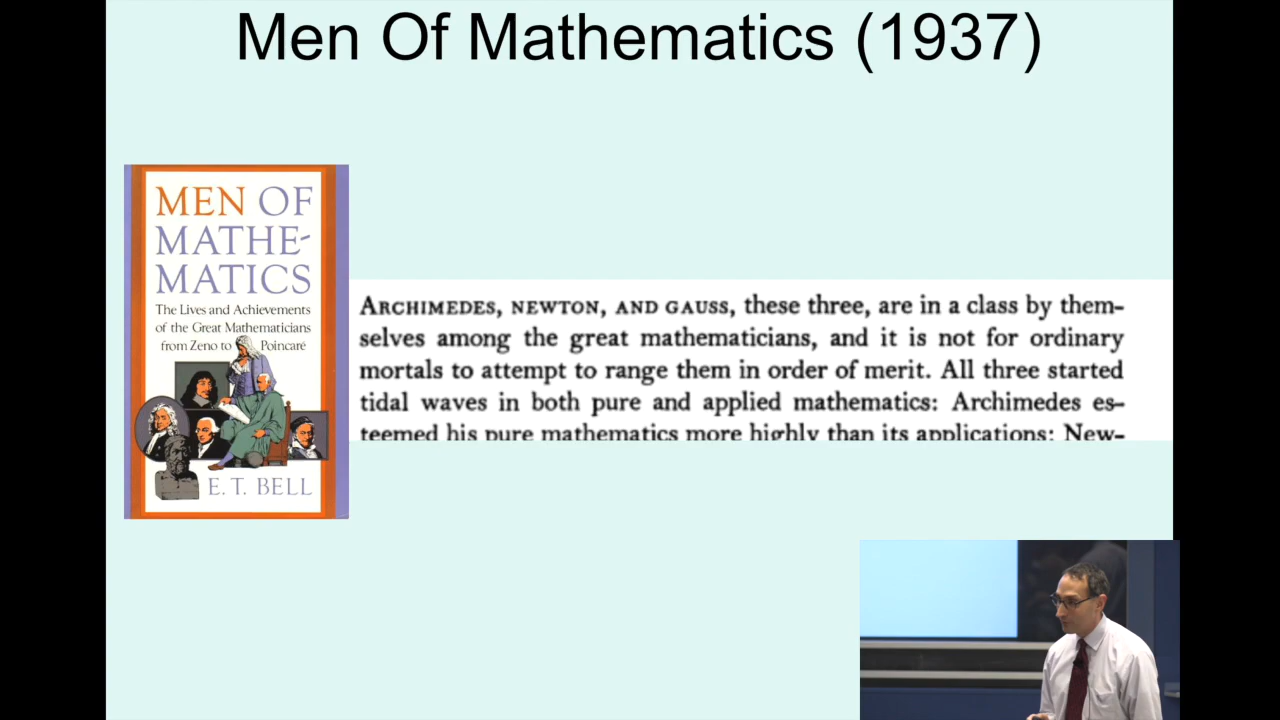 Men Of Mathematics (1937)
MEN OF
MATHE-
MATICS
The Lives and Achievements
of the Great Mathematicians
from Zeno to Poincaré
E. T. BELL
ARCHIMEDES, NEWTON, AND GAUSS, these three, are in a class by them-
selves among the great mathematicians, and it is not for ordinary
mortals to attempt to range them in order of merit. All three started
tidal waves in both pure and applied mathematics: Archimedes es-
teemed his pure mathematics more highly than its applications: New-